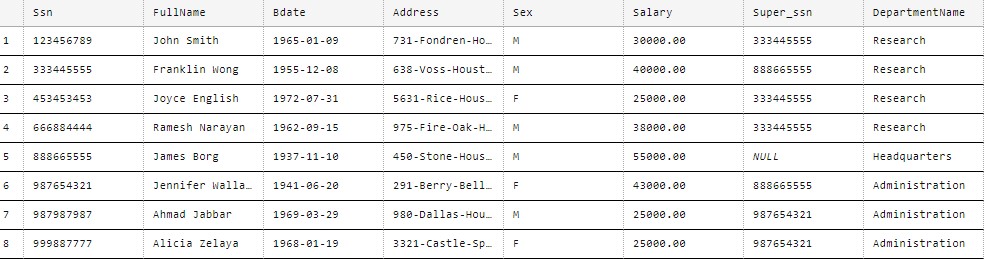 Ssn FullName Bdate Address Sex Salary Super_ssn DepartmentName
1 123456789 John Smith 1965-01-09 731-Fondren-Ho... M 30000.00 333445555 Research
2 333445555 Franklin Wong 1955-12-08 638-Voss-Houst... M 40000.00 888665555 Research
3 453453453 Joyce English 1972-07-31 5631-Rice-Hous... F 25000.00 333445555 Research
4 666884444 Ramesh Narayan 1962-09-15 975-Fire-Oak-H... M 38000.00 333445555 Research
5 888665555 James Borg 1937-11-10 450-Stone-Hous... M 55000.00 NULL Headquarters
6 987654321 Jennifer Walla... 1941-06-20 291-Berry-Bell... F 43000.00 888665555 Administration
7 987987987 Ahmad Jabbar 1969-03-29 980-Dallas-Hou... M 25000.00 987654321 Administration
8 999887777 Alicia Zelaya 1968-01-19 3321-Castle-Sp... F 25000.00 987654321 Administration